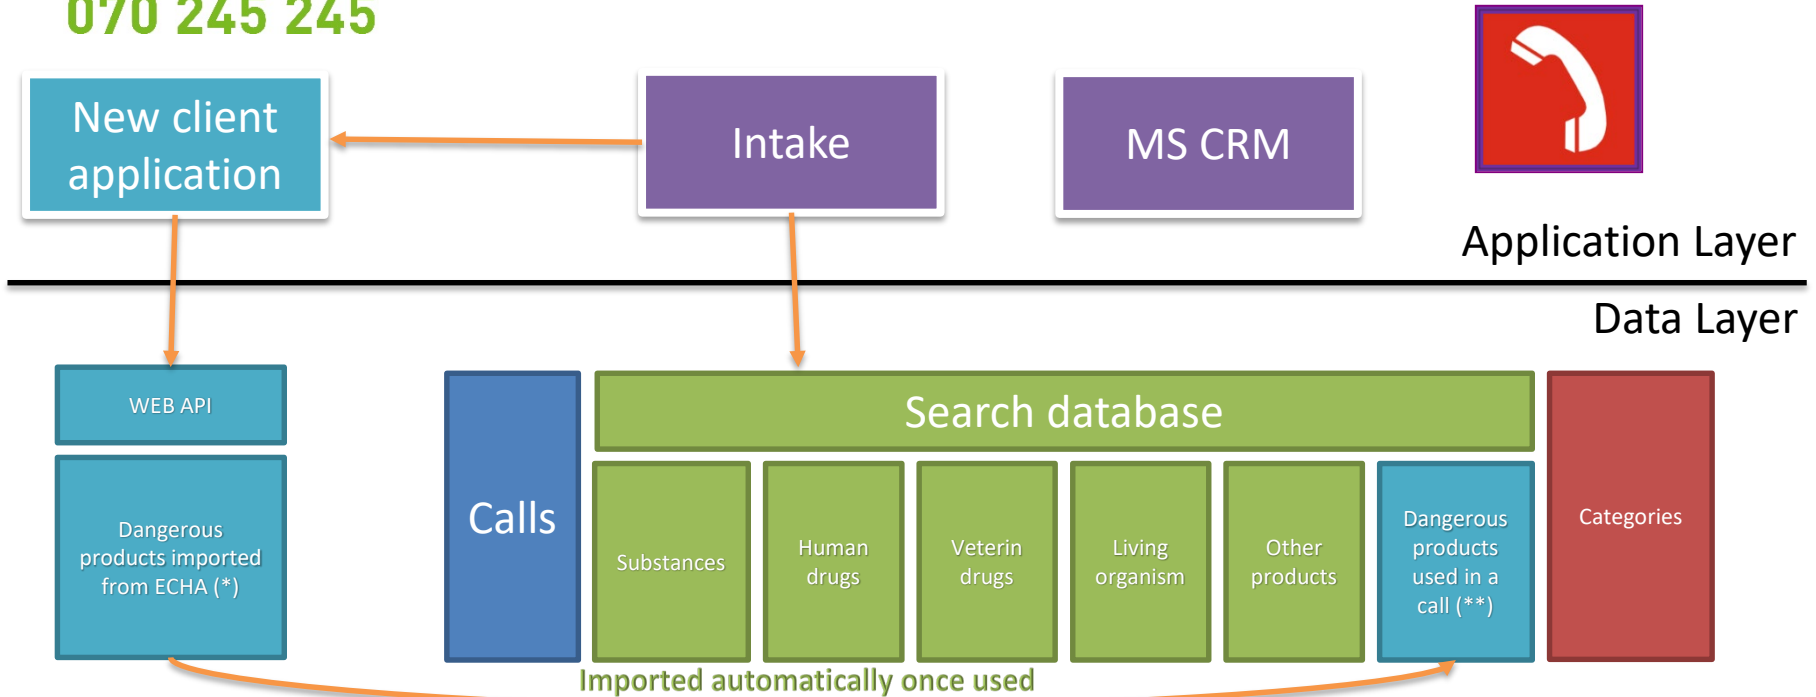 070 245 245
New client
application
Intake
MS CRM
Application Layer
Data Layer
WEB API
Dangerous
products imported
from ECHA (*)
Calls
Search database
Substances
Human
drugs
Veterin
drugs
Living
organism
Other
products
Dangerous
products
used in a
call (**)
Categories
Imported automatically once used